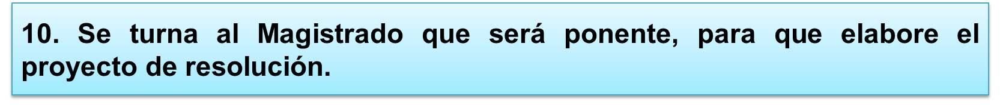 10. Se turna al Magistrado que será ponente, para que elabore el
proyecto de resolución.